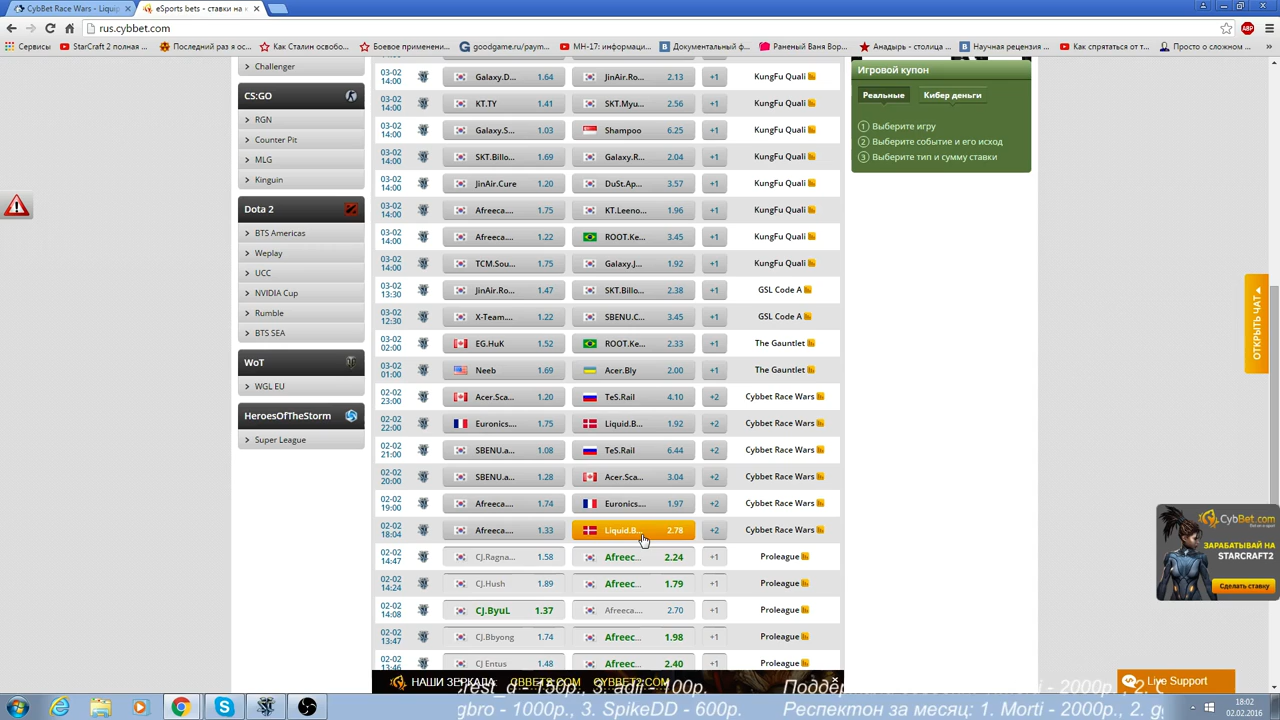 CybBet Race Wars - Liquip
eSports bets - ставки на к
rus.cybbet.com
Сервисы
StarCraft 2 полная ...
Последний раз я ос...
Как Сталин освобо...
Боевое применени...
goodgame.ru/paym...
МН-17: информаци...
Документальный ф...
Раненый Ваня Вор...
Анадырь - столица ...
Научная рецензия ...
Как спрятаться от т...
Просто о сложном ...
Challenger
CS:GO
RGN
Counter Pit
MLG
Kinguin
Dota 2
BTS Americas
Weplay
UCC
NVIDIA Cup
Rumble
BTS SEA
WoT
WGL EU
HeroesOfTheStorm
Super League
03-02 14:00 Galaxy.D... 1.64 JinAir.Ro... 2.13 +1 KungFu Quali
03-02 14:00 KT.TY 1.41 SKT.Myu... 2.56 +1 KungFu Quali
03-02 14:00 Galaxy.S... 1.03 Shampoo 6.25 +1 KungFu Quali
03-02 14:00 SKT.Billo... 1.69 Galaxy.R... 2.04 +1 KungFu Quali
03-02 14:00 JinAir.Cure 1.20 DuSt.Ap... 3.57 +1 KungFu Quali
03-02 14:00 Afreeca.... 1.75 KT.Leeno... 1.96 +1 KungFu Quali
03-02 14:00 Afreeca.... 1.22 ROOT.Ke... 3.45 +1 KungFu Quali
03-02 14:00 TCM.Sou... 1.75 Galaxy.J... 1.92 +1 KungFu Quali
03-02 13:30 JinAir.Ro... 1.47 SKT.Billo... 2.38 +1 GSL Code A
03-02 12:30 X-Team.... 1.22 SBENU.C... 3.45 +1 GSL Code A
03-02 02:00 EG.HuK 1.52 ROOT.Ke... 2.33 +1 The Gauntlet
03-02 01:00 Neeb 1.69 Acer.Bly 2.00 +1 The Gauntlet
02-02 23:00 Acer.Sca... 1.20 TeS.Rail 4.10 +2 Cybbet Race Wars
02-02 22:00 Euronics.... 1.75 Liquid.B... 1.92 +2 Cybbet Race Wars
02-02 21:00 SBENU.a... 1.08 TeS.Rail 6.44 +2 Cybbet Race Wars
02-02 20:00 SBENU.a... 1.28 Acer.Sca... 3.04 +2 Cybbet Race Wars
02-02 19:00 Afreeca.... 1.74 Euronics.... 1.97 +2 Cybbet Race Wars
02-02 18:04 Afreeca.... 1.33 Liquid.B... 2.78 +2 Cybbet Race Wars
02-02 14:47 CJ.Ragna... 1.58 Afreec... 2.24 +1 Proleague
02-02 14:24 CJ.Hush 1.89 Afreec... 1.79 +1 Proleague
02-02 14:08 CJ.ByuL 1.37 Afreeca.... 2.70 +1 Proleague
02-02 13:47 CJ.Bbyong 1.74 Afreec... 1.98 +1 Proleague
02-02 13:46 CJ Entus 1.48 Afreec... 2.40 +1 Proleague
Игровой купон
Реальные Кибер деньги
1 Выберите игру
2 Выберите событие и его исход
3 Выберите тип и сумму ставки
ОТКРЫТЬ ЧАТ
CybBet.com
ЗАРАБАТЫВАЙ НА
STARCRAFT2
Сделать ставку
НАШИ ЗЕРКАЛА:
CYBBET2.COM
Live Support
100р.
gbro - 1000р., 3. SpikeDD - 600р.
Респектов за месяц: 1. Morti - 2000р., 2. g
18:02
02.02.2016